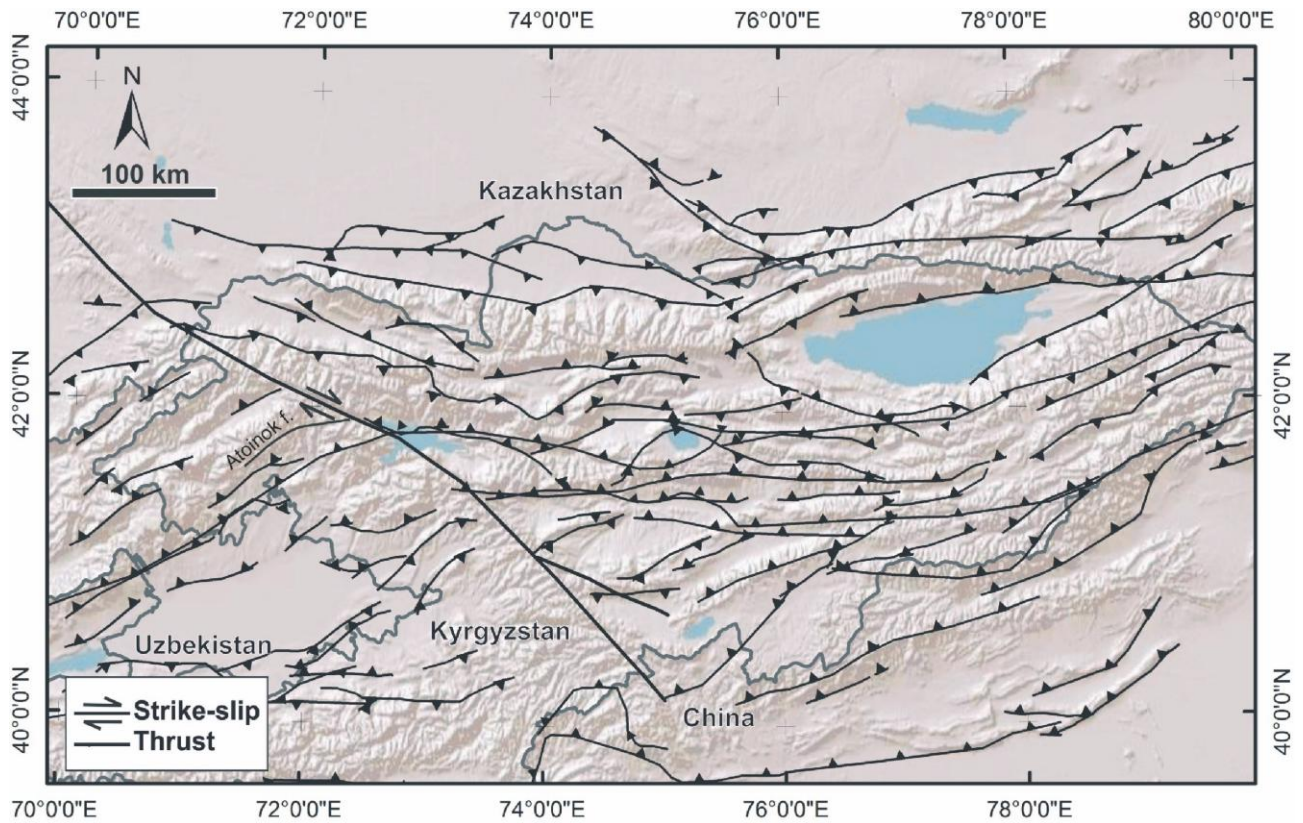 70°0'0"E 72°0'0"E 74°0'0"E 76°0'0"E 78°0'0"E 80°0'0"E
44°0'0"N
N
100 km
Kazakhstan
42°0'0"N
42°0'0"N
Atoinok f.
Uzbekistan
Kyrgyzstan
China
40°0'0"N
40°0'0"N
Strike-slip
Thrust
70°0'0"E 72°0'0"E 74°0'0"E 76°0'0"E 78°0'0"E